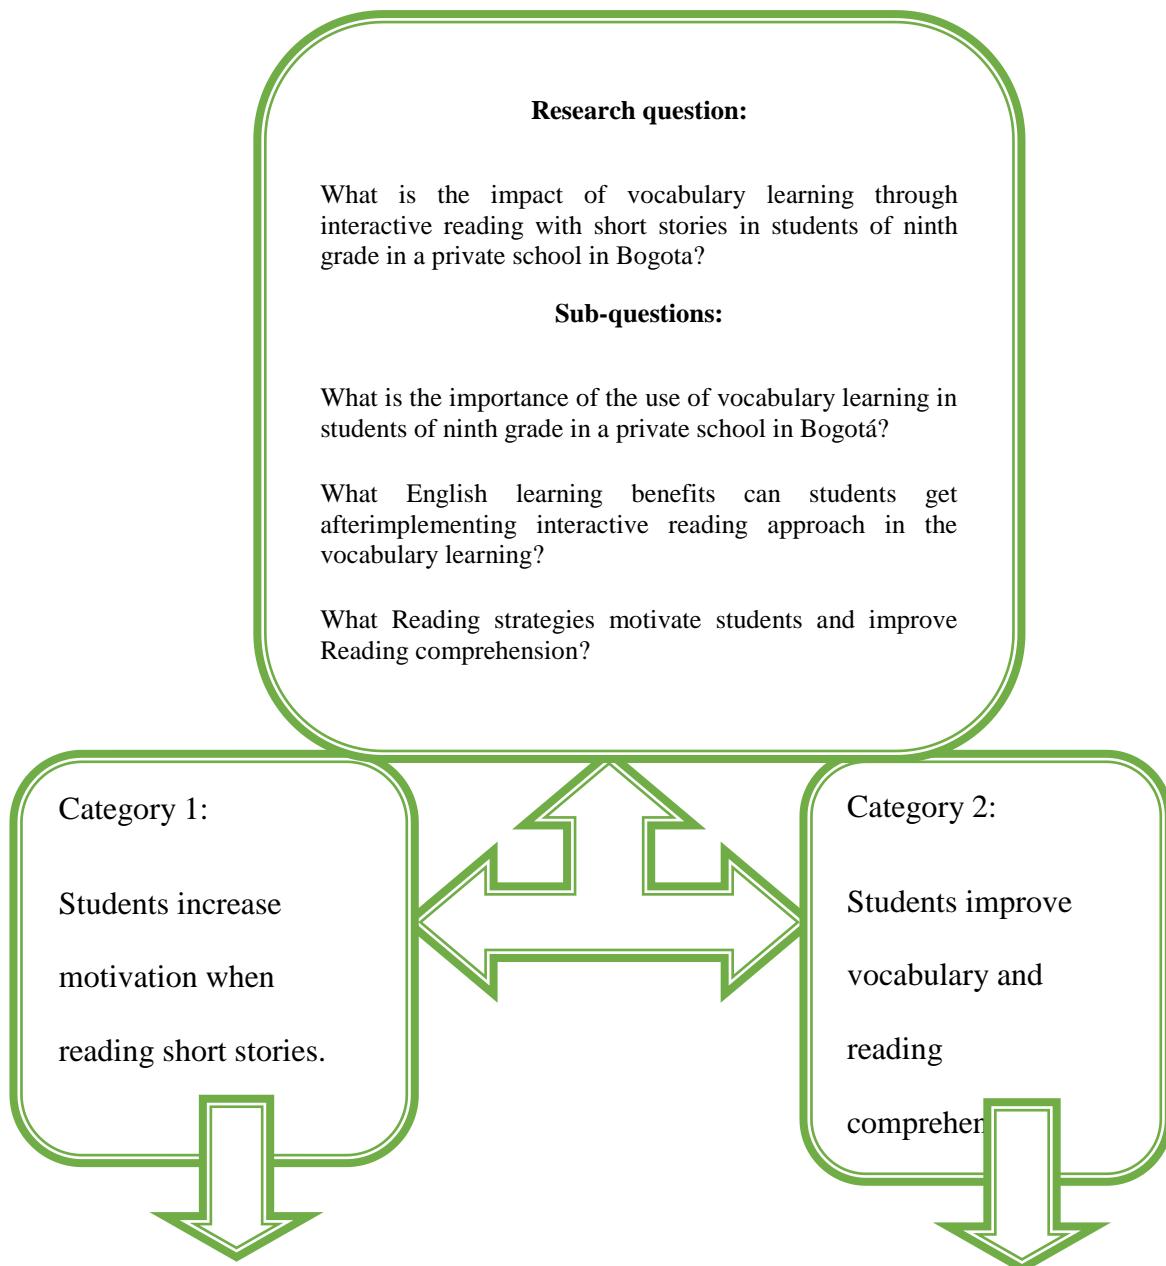 Research question:
What is the impact of vocabulary learning through
interactive reading with short stories in students of ninth
grade in a private school in Bogota?
Sub-questions:
What is the importance of the use of vocabulary learning in
students of ninth grade in a private school in Bogotá?
What English learning benefits can students get
afterimplementing interactive reading approach in the
vocabulary learning?
What Reading strategies motivate students and improve
Reading comprehension?
Category 1:
Students increase
motivation when
reading short stories.
Category 2:
Students improve
vocabulary and
reading